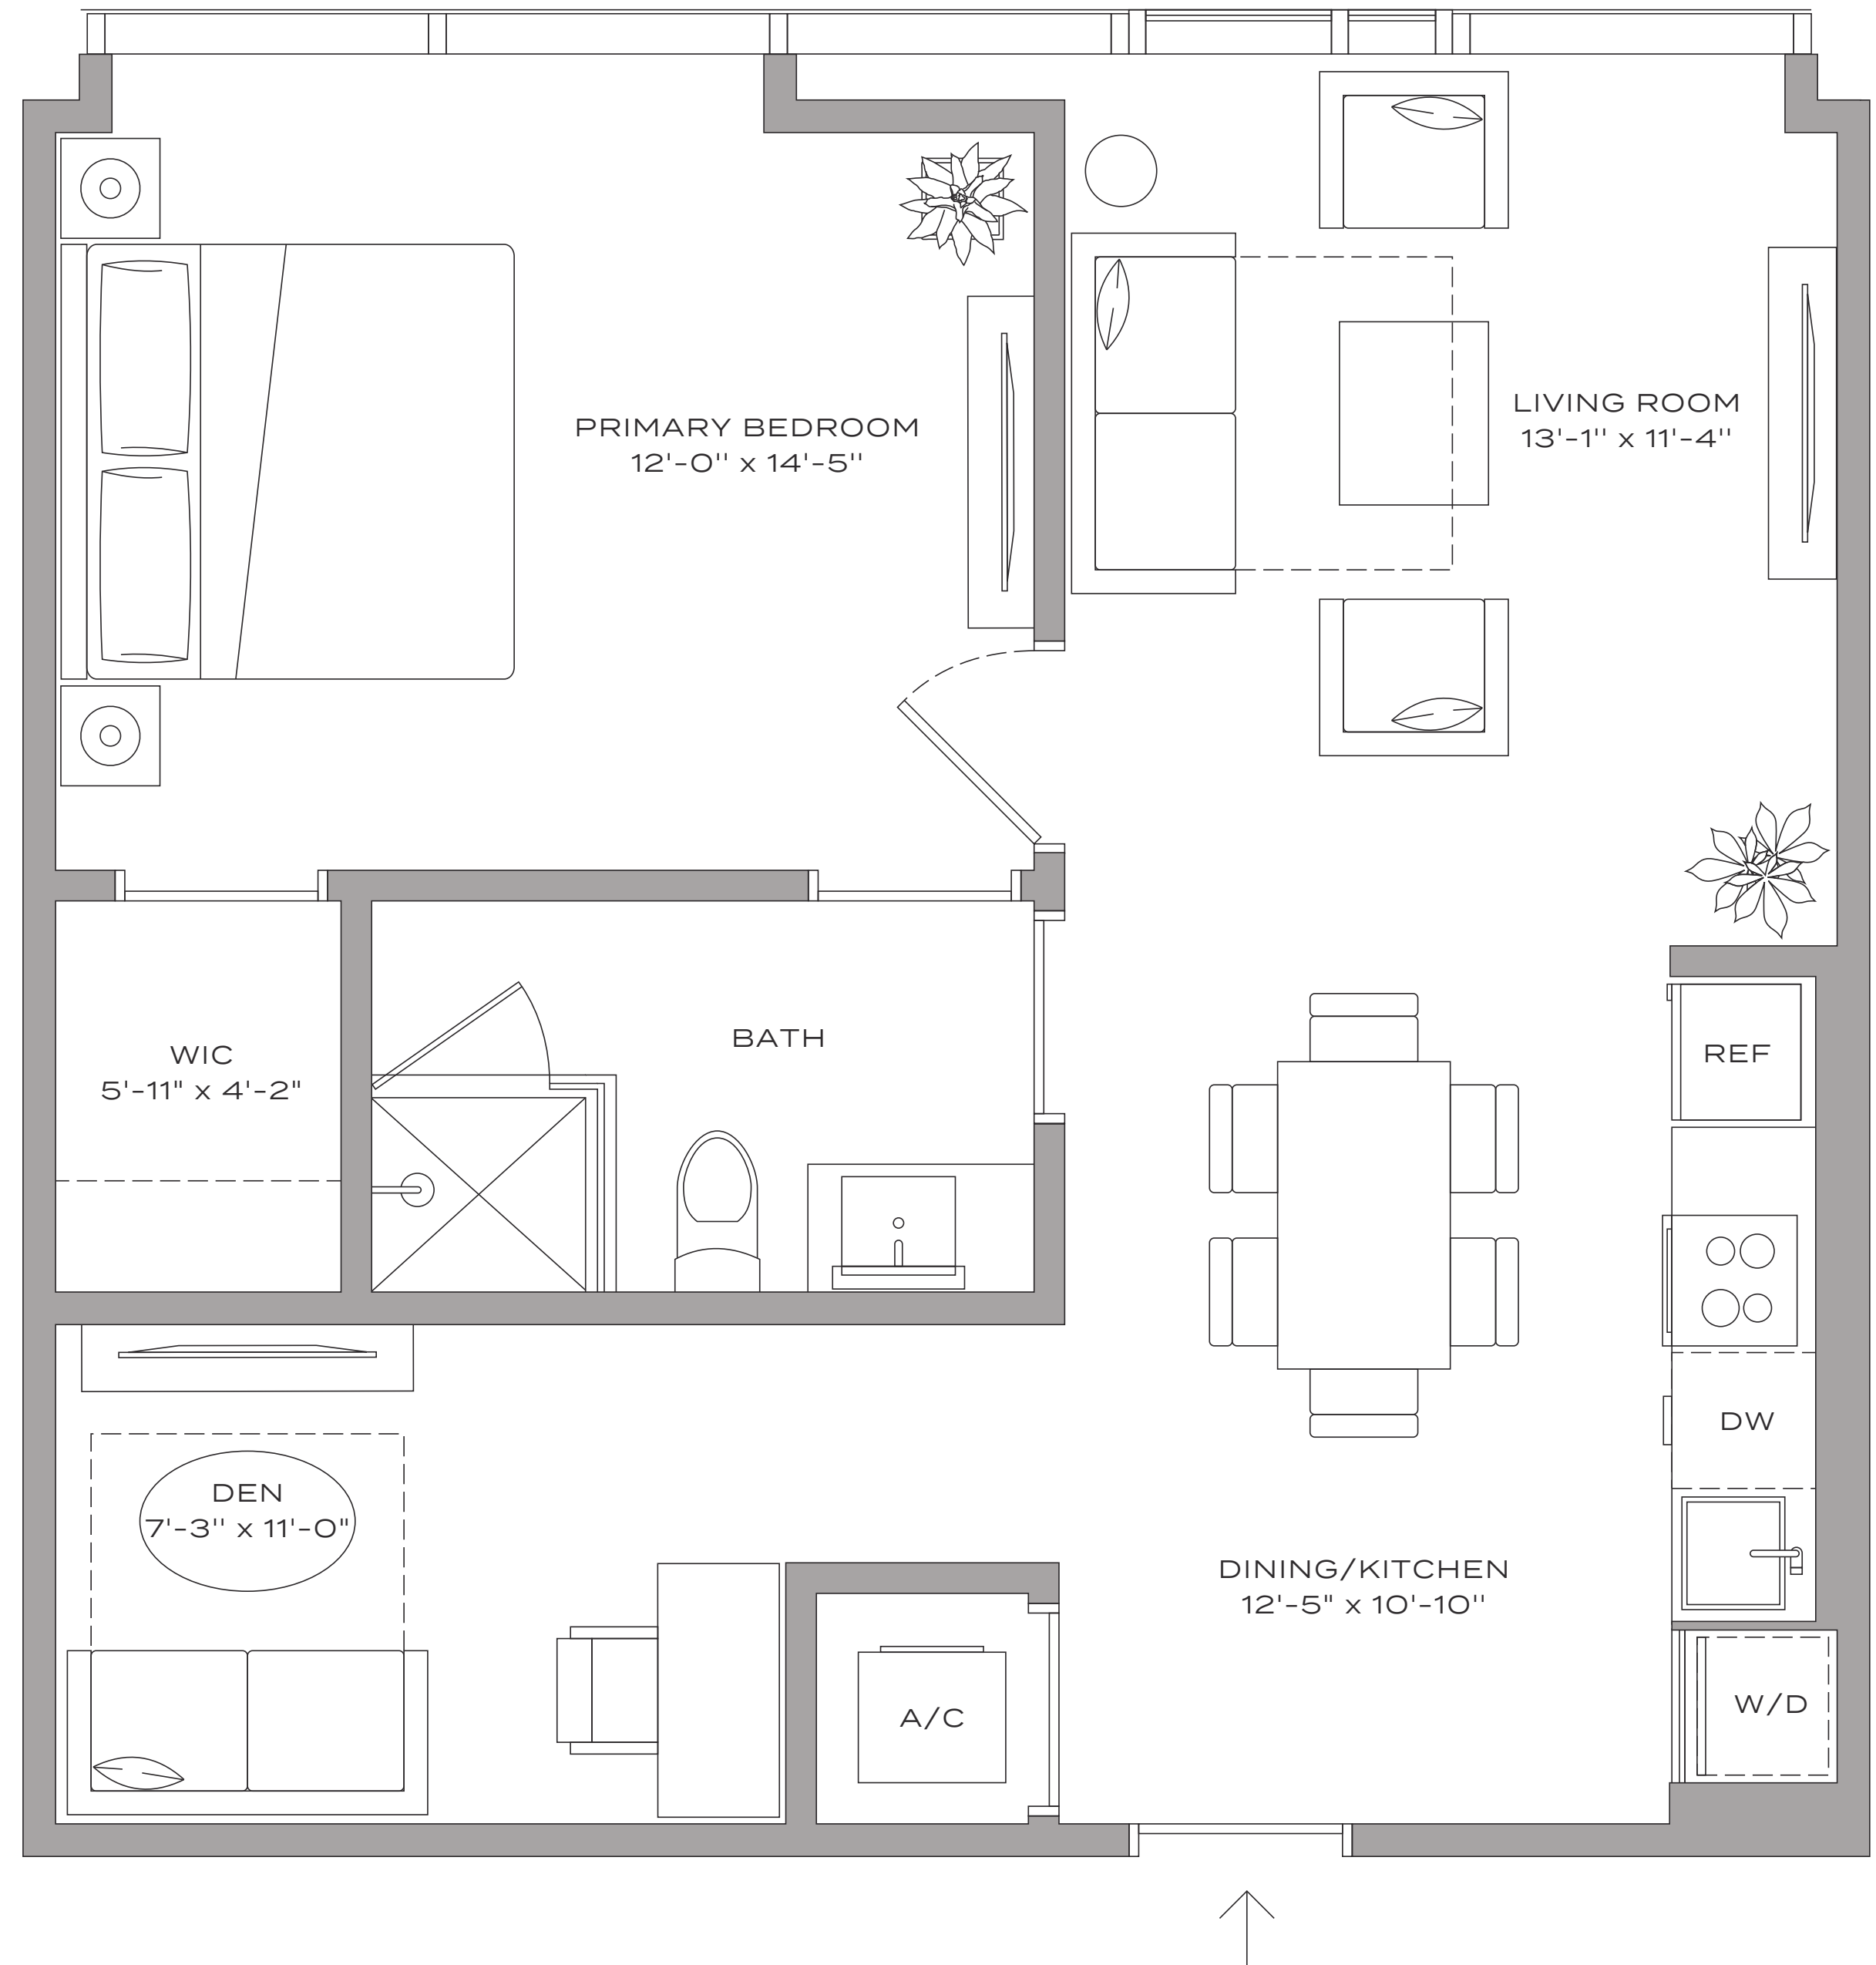 PRIMARY BEDROOM
12'-0'' x 14'-5''
LIVING ROOM
13'-1'' x 11'-4''
WIC
5'-11" x 4'-2"
BATH
REF
DW
DEN
7'-3'' x 11'-0"
DINING/KITCHEN
12'-5" x 10'-10''
A/C
W/D